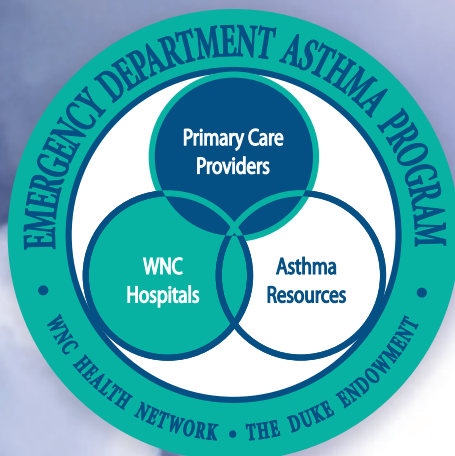 EMERGENCY DEPARTMENT ASTHMA PROGRAM
Primary Care
Providers
WNC
Hospitals
Asthma
Resources
• WNC HEALTH NETWORK • THE DUKE ENDOWMENT •